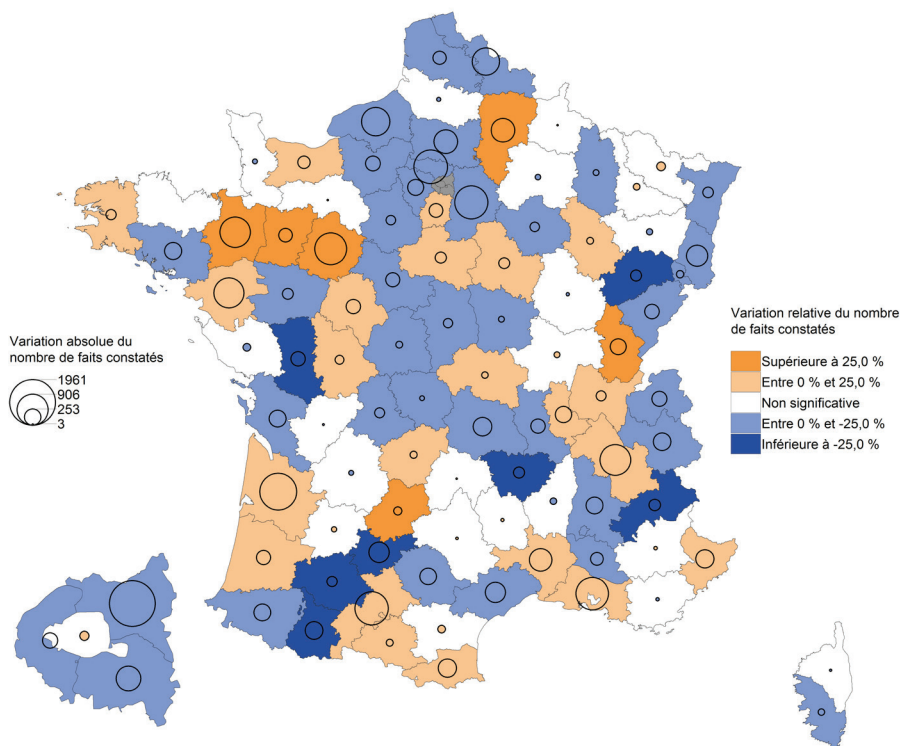 Variation absolue du
nombre de faits constatés
1961
906
253
3
Variation relative du nombre
de faits constatés
Supérieure à 25,0 %
Entre 0 % et 25,0 %
Non significative
Entre 0 % et -25,0 %
Inférieure à -25,0 %